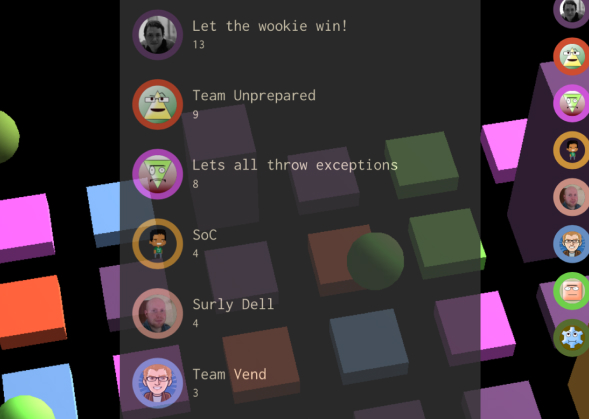 Let the wookie win!
13
Team Unprepared
9
Lets all throw exceptions
8
SoC
4
Surly Dell
4
Team Vend
3